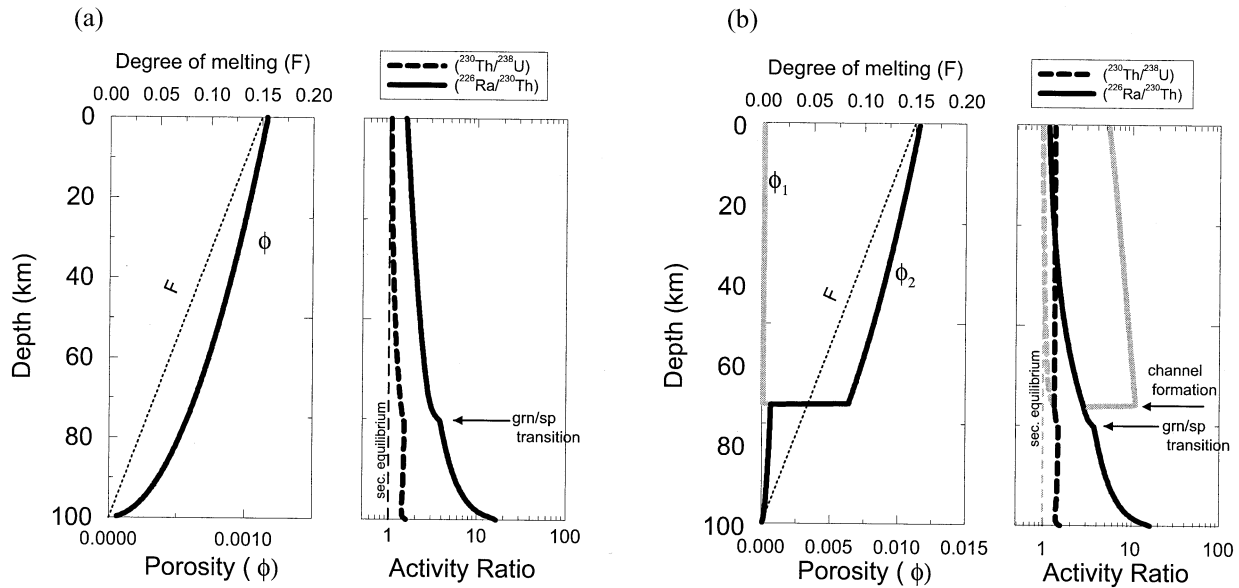 (a)
Degree of melting (F)
0.00 0.05 0.10 0.15 0.20
0
20
40
60
80
100
Depth (km)
F
ϕ
0.0000 0.0010
Porosity ( ϕ)
(²³⁰Th/²³⁸U)
(²²⁶Ra/²³⁰Th)
sec. equilibrium
grn/sp
transition
1 10 100
Activity Ratio
(b)
Degree of melting (F)
0.00 0.05 0.10 0.15 0.20
0
20
40
60
80
100
Depth (km)
ϕ₁
F
ϕ₂
0.000 0.005 0.010 0.015
Porosity ( ϕ)
(²³⁰Th/²³⁸U)
(²²⁶Ra/²³⁰Th)
sec. equilibrium
channel
formation
grn/sp
transition
1 10 100
Activity Ratio